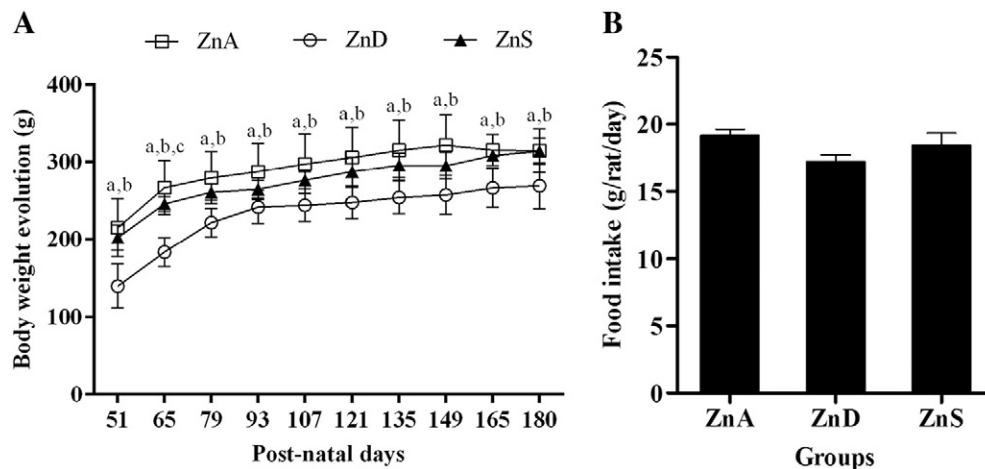 A
ZnA ZnD ZnS
Body weight evolution (g)
400
300
200
100
0
a,b a,b,c a,b a,b a,b a,b a,b a,b a,b a,b
51 65 79 93 107 121 135 149 165 180
Post-natal days
B
Food intake (g/rat/day)
25
20
15
10
5
0
ZnA ZnD ZnS
Groups